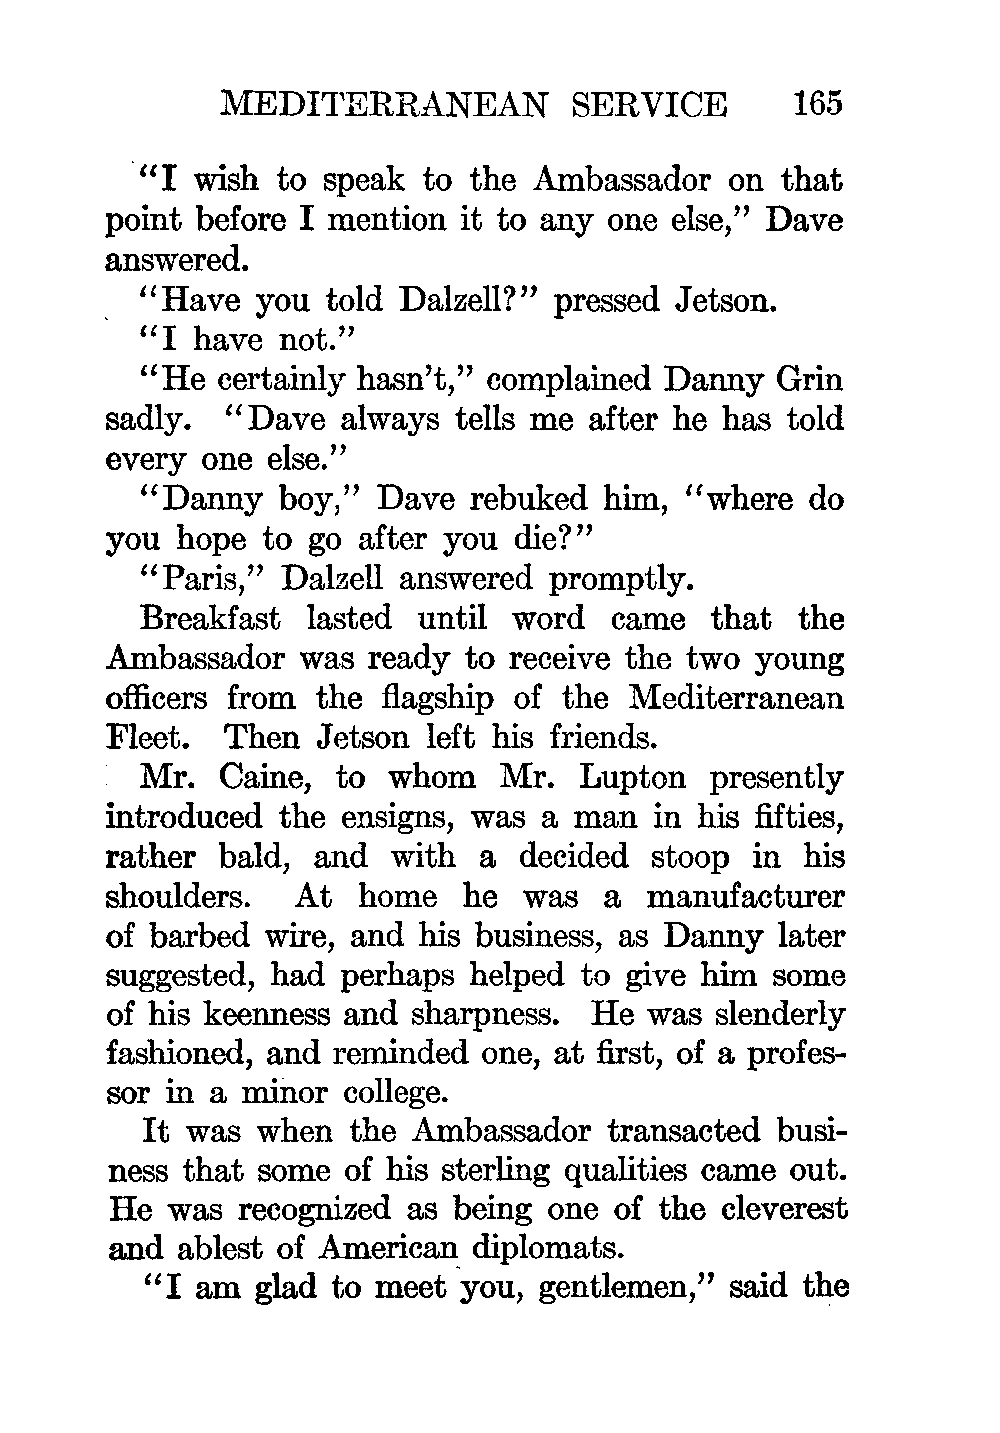 MEDITERRANEAN SERVICE 165
"I wish to speak to the Ambassador on that
point before I mention it to any one else," Dave
answered.
"Have you told Dalzell?" pressed Jetson.
"I have not."
"He certainly hasn't," complained Danny Grin
sadly. "Dave always tells me after he has told
every one else."
"Danny boy," Dave rebuked him, "where do
you hope to go after you die?"
"Paris," Dalzell answered promptly.
Breakfast lasted until word came that the
Ambassador was ready to receive the two young
officers from the flagship of the Mediterranean
Fleet. Then Jetson left his friends.
Mr. Caine, to whom Mr. Lupton presently
introduced the ensigns, was a man in his fifties,
rather bald, and with a decided stoop in his
shoulders. At home he was a manufacturer
of barbed wire, and his business, as Danny later
suggested, had perhaps helped to give him some
of his keenness and sharpness. He was slenderly
fashioned, and reminded one, at first, of a profes-
sor in a minor college.
It was when the Ambassador transacted busi-
ness that some of his sterling qualities came out.
He was recognized as being one of the cleverest
and ablest of American diplomats.
"I am glad to meet you, gentlemen," said the